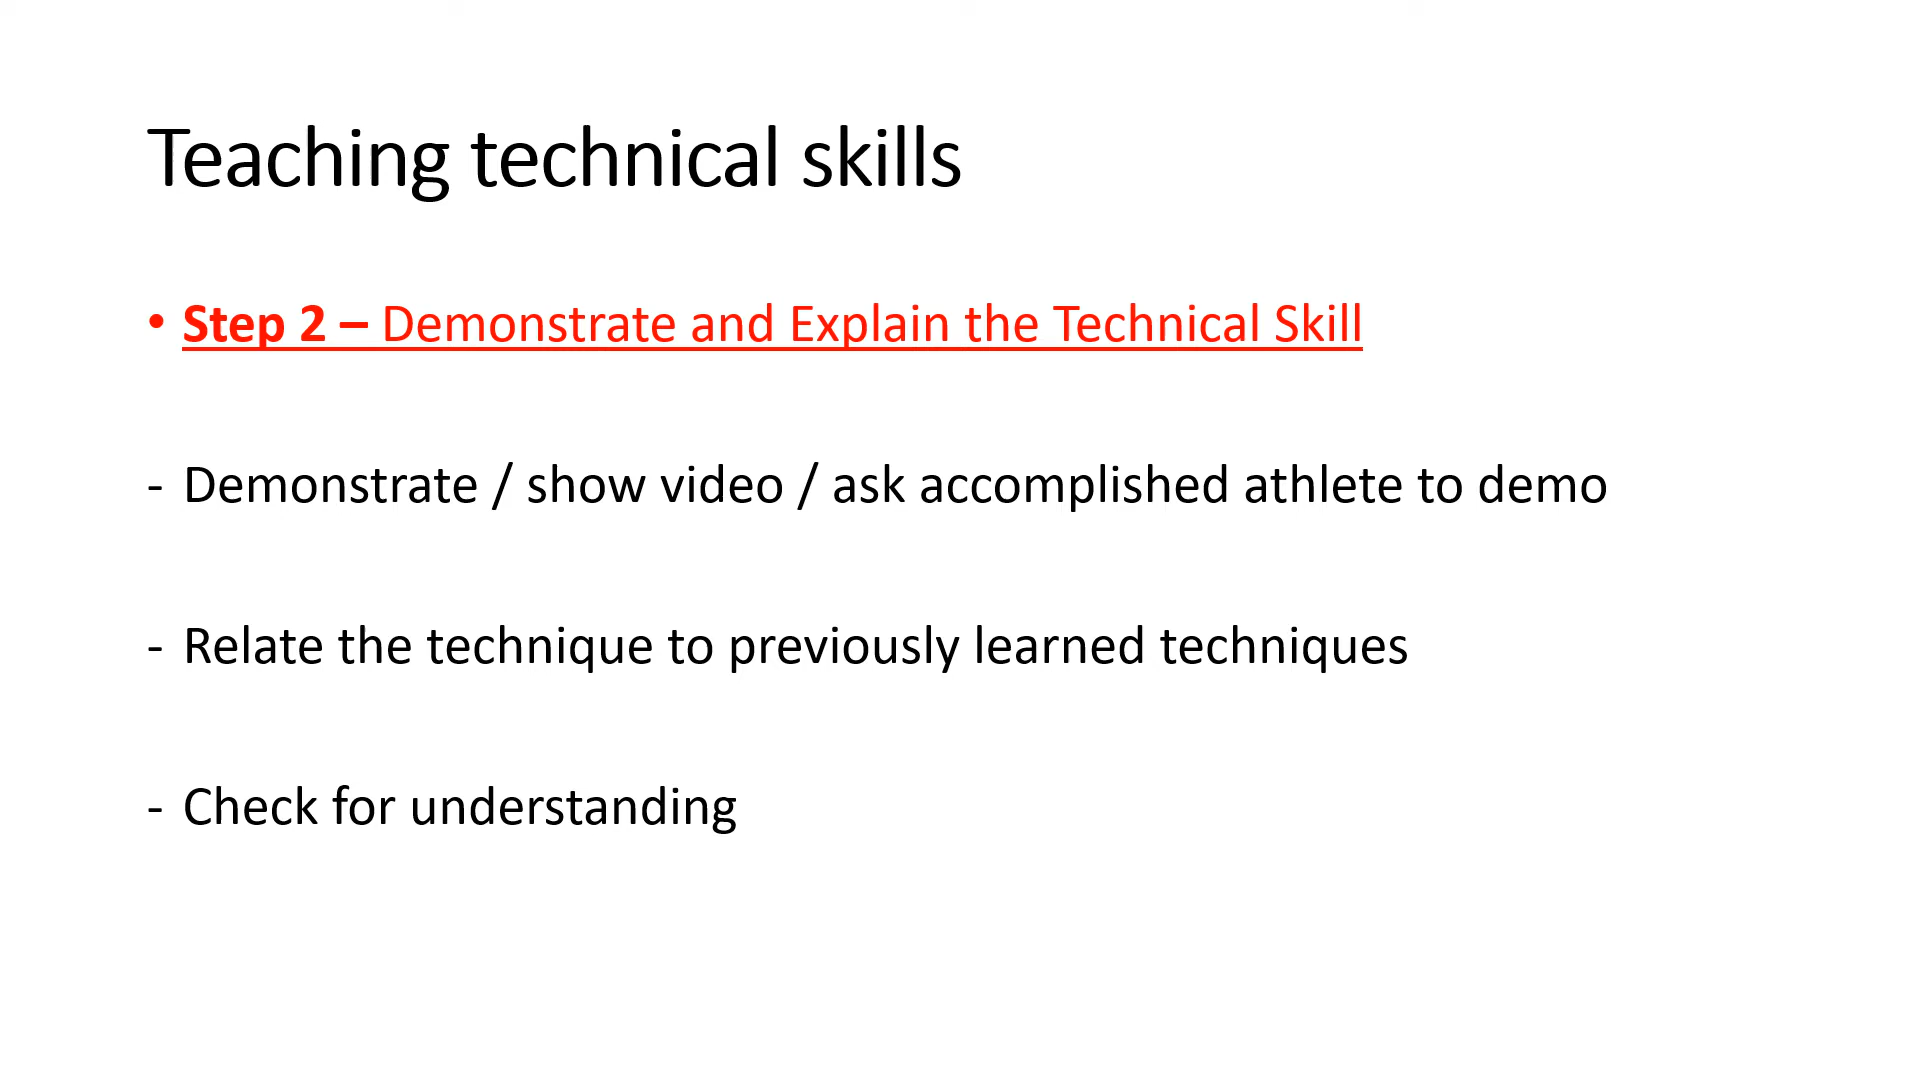 Teaching technical skills
• Step 2 – Demonstrate and Explain the Technical Skill
- Demonstrate / show video / ask accomplished athlete to demo
- Relate the technique to previously learned techniques
- Check for understanding